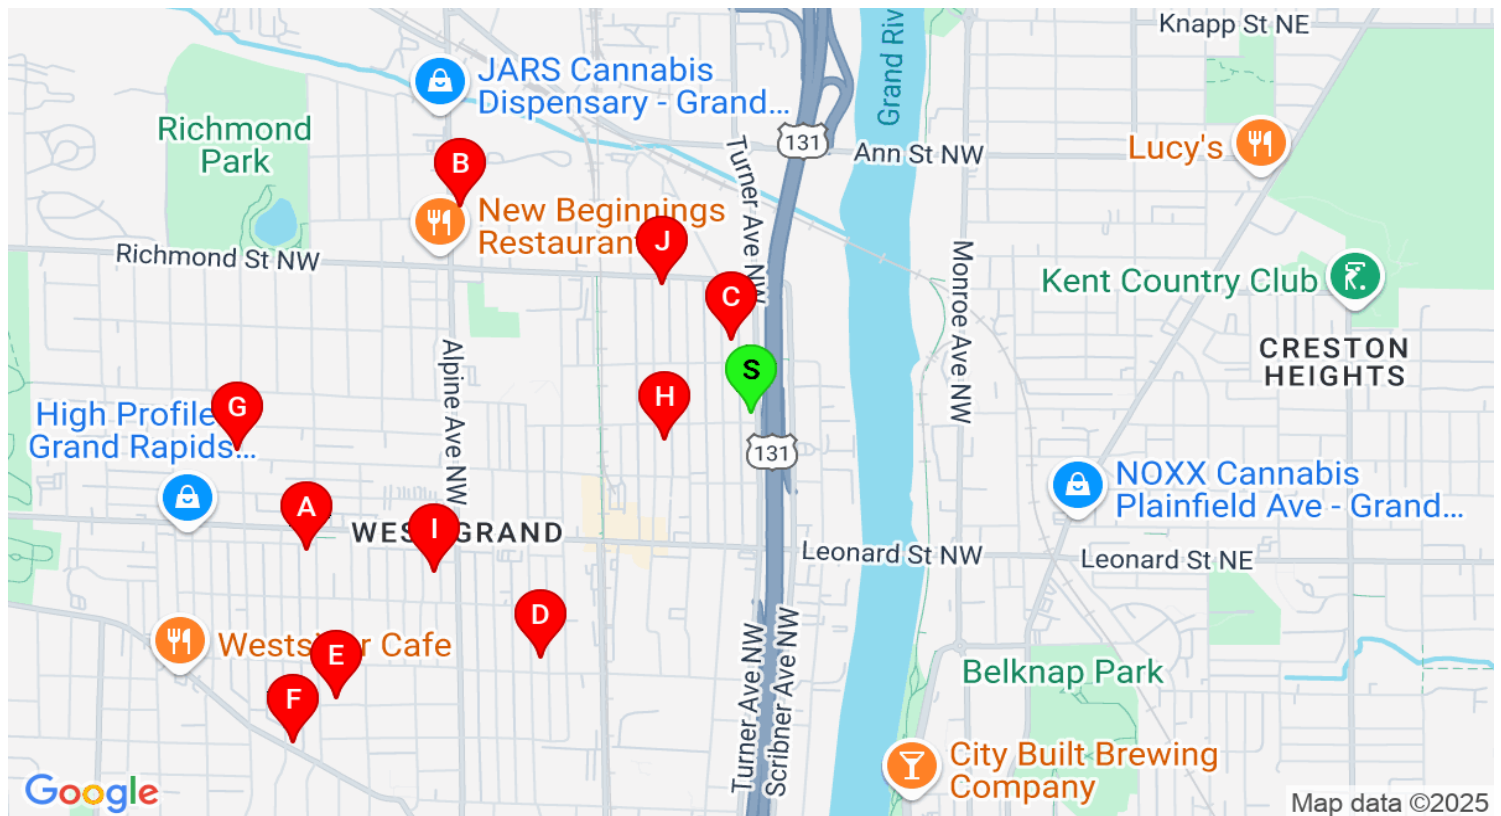 Knapp St NE
Grand Riv
JARS Cannabis
Dispensary - Grand...
Richmond
Park
131
Ann St NW
Lucy's
Turner Ave NW
B
New Beginnings
Restauran
J
Richmond St NW
Monroe Ave NW
Kent Country Club
C
CRESTON
HEIGHTS
S
Alpine Ave NW
H
G
High Profile
Grand Rapids...
131
NOXX Cannabis
Plainfield Ave - Grand...
A
I
WES GRAND
Leonard St NW
Leonard St NE
D
Wests r Cafe
E
Turner Ave NW
Scribner Ave NW
Belknap Park
F
City Built Brewing
Company
Google
Map data ©2025